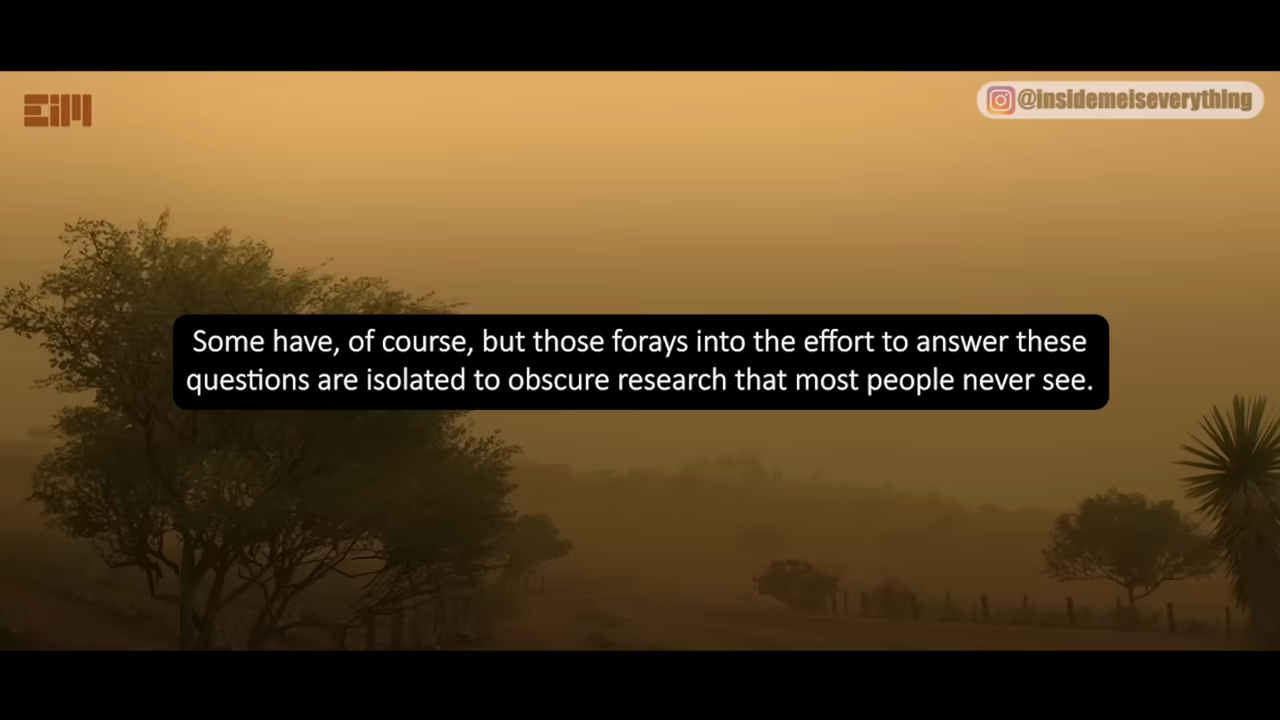 EiM
@insidemeiseverything
Some have, of course, but those forays into the effort to answer these
questions are isolated to obscure research that most people never see.